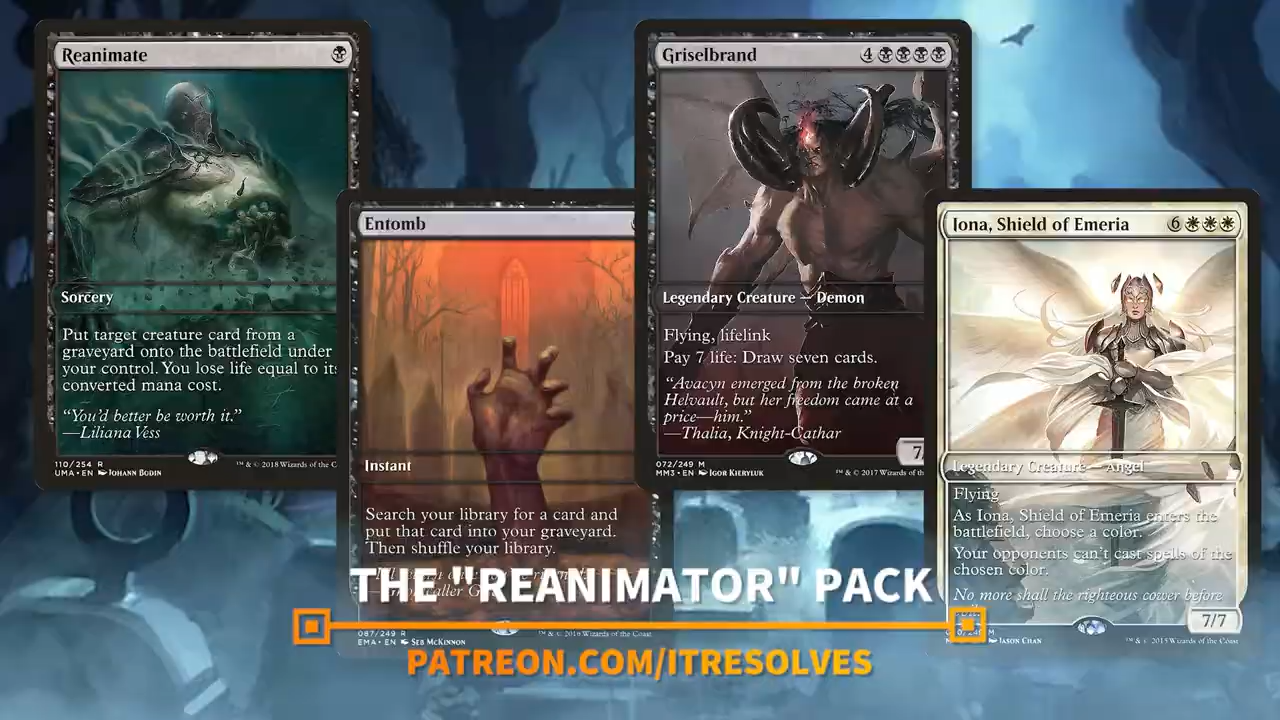 Reanimate
Sorcery
Put target creature card from a
graveyard onto the battlefield under
your control. You lose life equal to its
converted mana cost.
"You'd better be worth it."
—Liliana Vess
110/254 R
UMA • EN Johann Bodin
™ & © 2018 Wizards of the C
Entomb
Instant
Search your library for a card and
put that card into your graveyard.
Then shuffle your library.
087/249 R
EMA • EN Seb McKinnon
™ & © 2016 Wizards of the Coast
Griselbrand
4
Legendary Creature — Demon
Flying, lifelink
Pay 7 life: Draw seven cards.
"Avacyn emerged from the broken
Helvault, but her freedom came at a
price—him."
—Thalia, Knight-Cathar
7
072/249 M
MM3 • EN Igor Kieryluk
™ & © 2017 Wizards of the C
Iona, Shield of Emeria
6
Legendary Creature — Angel
Flying
As Iona, Shield of Emeria enters the
battlefield, choose a color.
Your opponents can't cast spells of the
chosen color.
No more shall the righteous cower before
7/7
Jason Chan
™ & © 2015 Wizards of the Coast
THE "REANIMATOR" PACK
PATREON.COM/ITRESOLVES